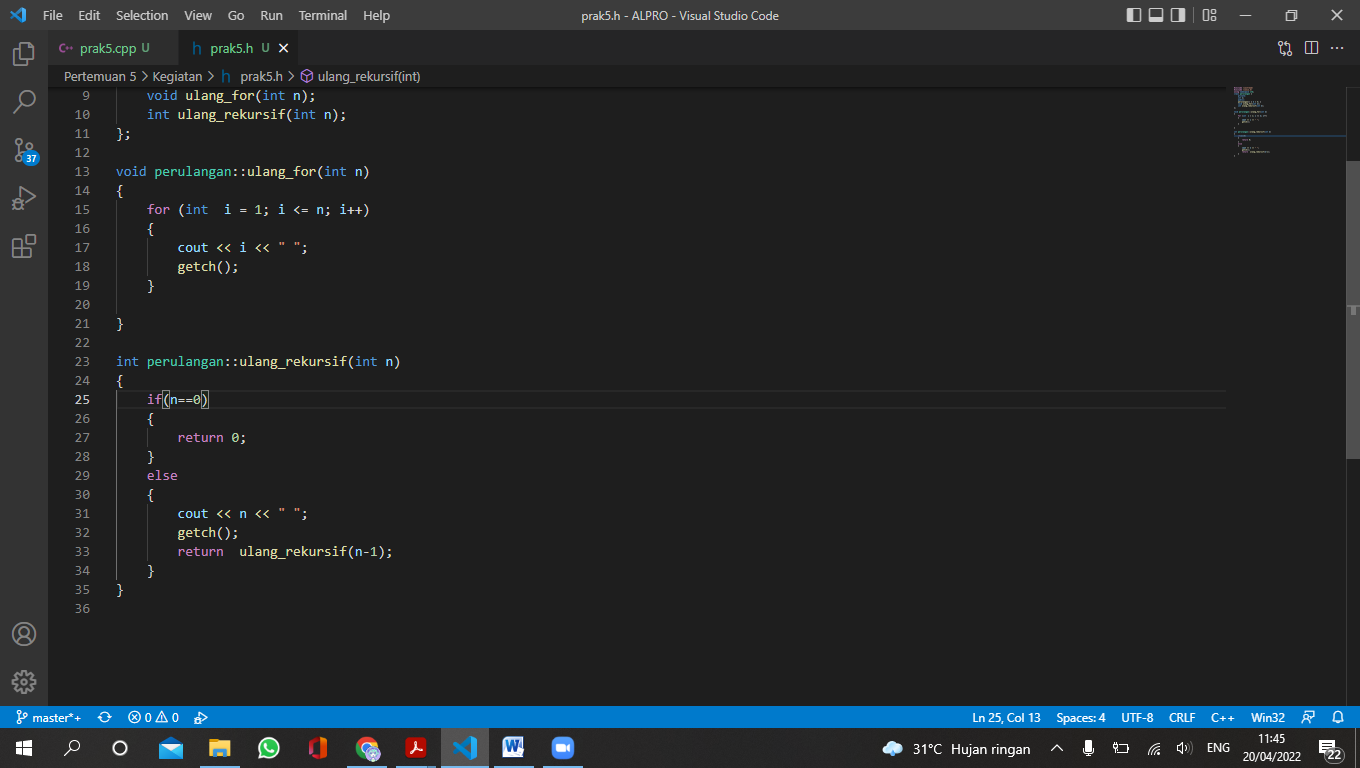 File Edit Selection View Go Run Terminal Help prak5.h - ALPRO - Visual Studio Code
C++ prak5.cpp U h prak5.h U
Pertemuan 5 > Kegiatan > h prak5.h > ulang_rekursif(int)
9 void ulang_for(int n);
10 int ulang_rekursif(int n);
11 };
12
13 void perulangan::ulang_for(int n)
14 {
15 for (int  i = 1; i <= n; i++)
16 {
17 cout << i << " ";
18 getch();
19 }
20
21 }
22
23 int perulangan::ulang_rekursif(int n)
24 {
25 if(n==0)
26 {
27 return 0;
28 }
29 else
30 {
31 cout << n << " ";
32 getch();
33 return  ulang_rekursif(n-1);
34 }
35 }
36
37
master*+ 0 0 Ln 25, Col 13 Spaces: 4 UTF-8 CRLF C++ Win32
31°C Hujan ringan ENG 11:45
20/04/2022 22